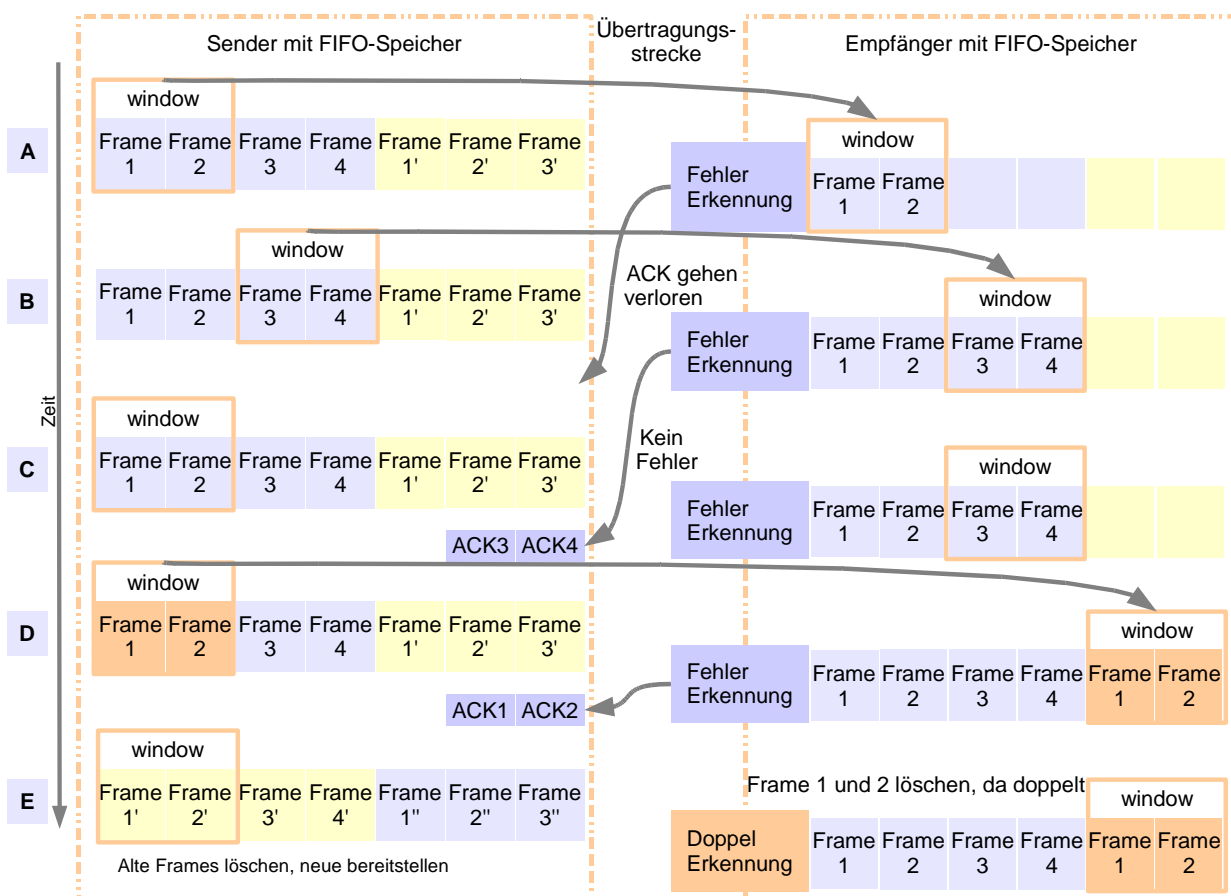 Übertragungs-
strecke
Sender mit FIFO-Speicher
Empfänger mit FIFO-Speicher
Zeit
A
window
Frame Frame Frame Frame Frame Frame Frame
1 2 3 4 1' 2' 3'
window
Fehler
Erkennung
Frame Frame
1 2
B
window
Frame Frame Frame Frame Frame Frame Frame
1 2 3 4 1' 2' 3'
ACK gehen
verloren
window
Fehler
Erkennung
Frame Frame Frame Frame
1 2 3 4
C
window
Frame Frame Frame Frame Frame Frame Frame
1 2 3 4 1' 2' 3'
Kein
Fehler
window
Fehler
Erkennung
Frame Frame Frame Frame
1 2 3 4
ACK3 ACK4
D
window
Frame Frame Frame Frame Frame Frame Frame
1 2 3 4 1' 2' 3'
window
Fehler
Erkennung
Frame Frame Frame Frame Frame Frame
1 2 3 4 1 2
ACK1 ACK2
E
window
Frame Frame Frame Frame Frame Frame Frame
1' 2' 3' 4' 1'' 2'' 3''
Alte Frames löschen, neue bereitstellen
Frame 1 und 2 löschen, da doppelt
window
Doppel
Erkennung
Frame Frame Frame Frame Frame Frame
1 2 3 4 1 2